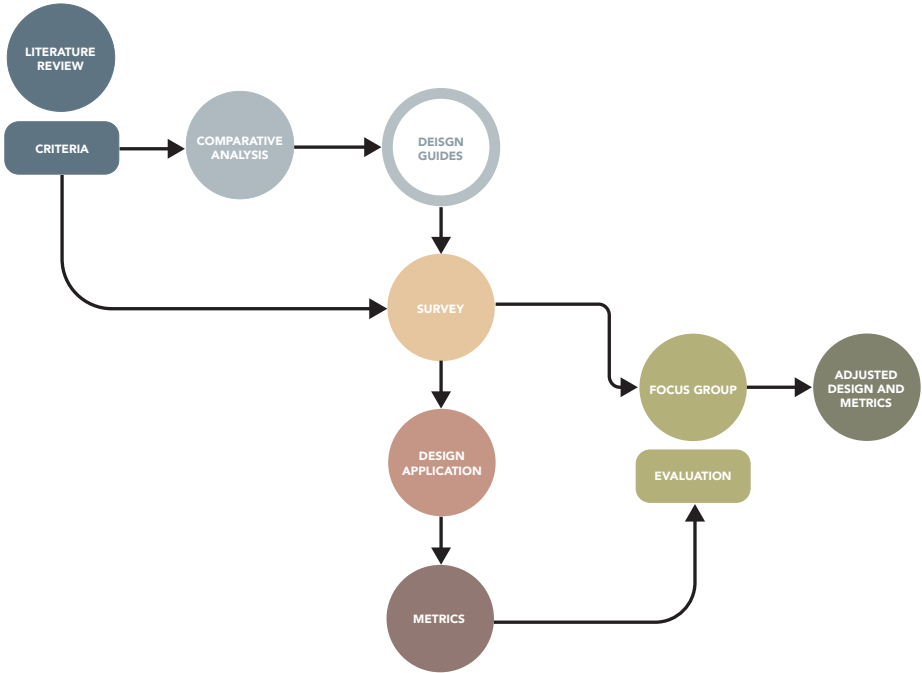 LITERATURE
REVIEW
CRITERIA
COMPARATIVE
ANALYSIS
DEISGN
GUIDES
SURVEY
DESIGN
APPLICATION
METRICS
FOCUS GROUP
EVALUATION
ADJUSTED
DESIGN AND
METRICS